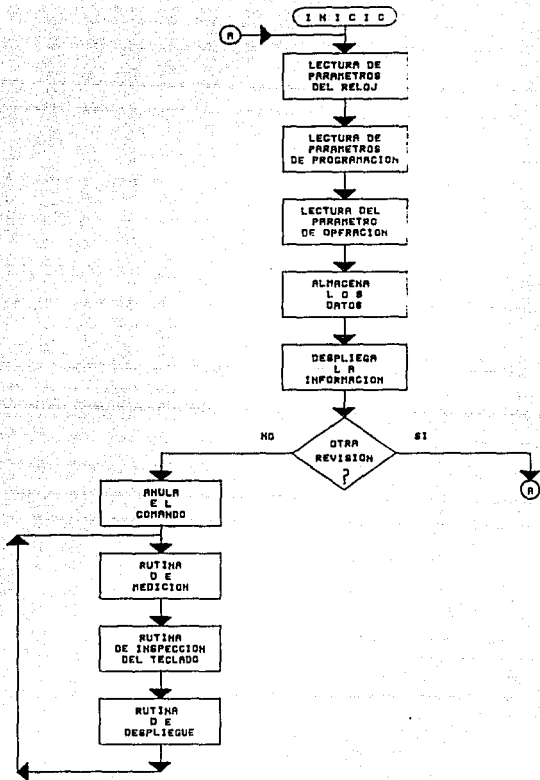 I N I C I O
A
LECTURA DE
PARAMETROS
DEL RELOJ
LECTURA DE
PARAMETROS
DE PROGRAMACION
LECTURA DEL
PARAMETRO
DE OPERACION
ALMACENA
L O S
DATOS
DESPLIEGA
L A
INFORMACION
NO
OTRA
REVISION
?
SI
A
ANULA
E L
COMANDO
RUTINA
D E
MEDICION
RUTINA
DE INSPECCION
DEL TECLADO
RUTINA
D E
DESPLIEGUE